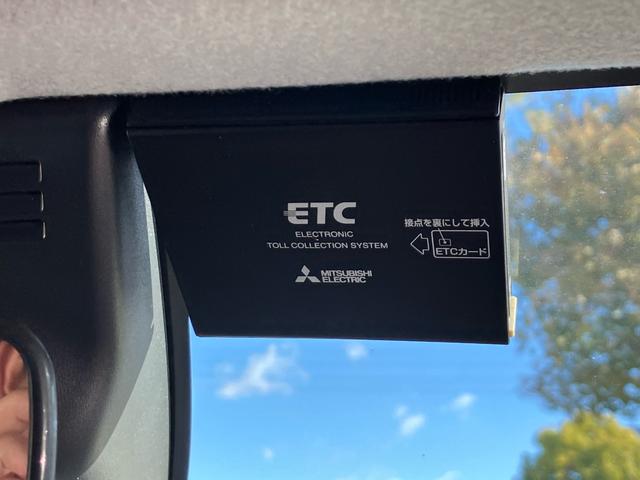 ETC
ELECTRONIC
TOLL COLLECTION SYSTEM
MITSUBISHI
ELECTRIC
接点を裏にして挿入
ETCカード